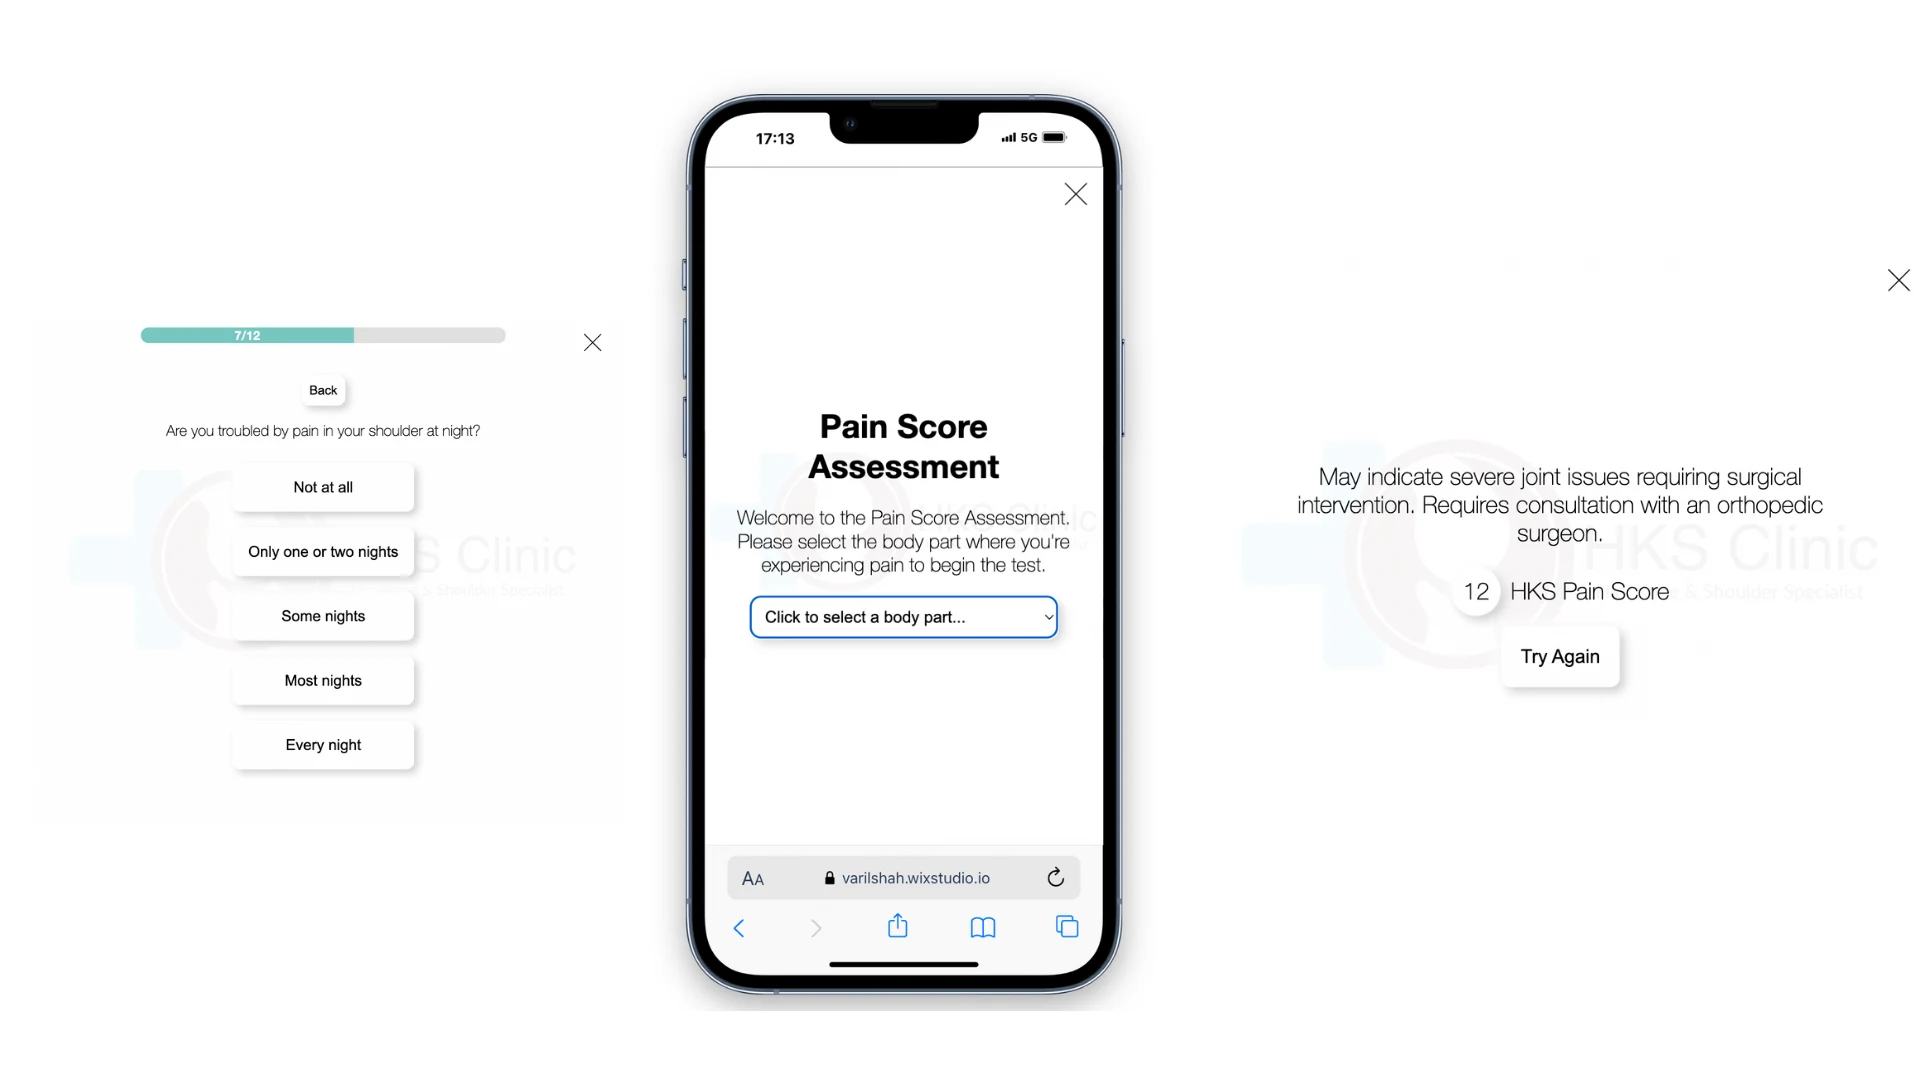 7/12
Back
Are you troubled by pain in your shoulder at night?
Not at all
Only one or two nights
Some nights
Most nights
Every night
S Clinic
& Shoulder Specialist
17:13
5G
Pain Score
Assessment
Welcome to the Pain Score Assessment.
Please select the body part where you're
experiencing pain to begin the test.
Click to select a body part...
AA
varilshah.wixstudio.io
May indicate severe joint issues requiring surgical
intervention. Requires consultation with an orthopedic
surgeon.
HKS Clinic
12 HKS Pain Score
& Shoulder Specialist
Try Again